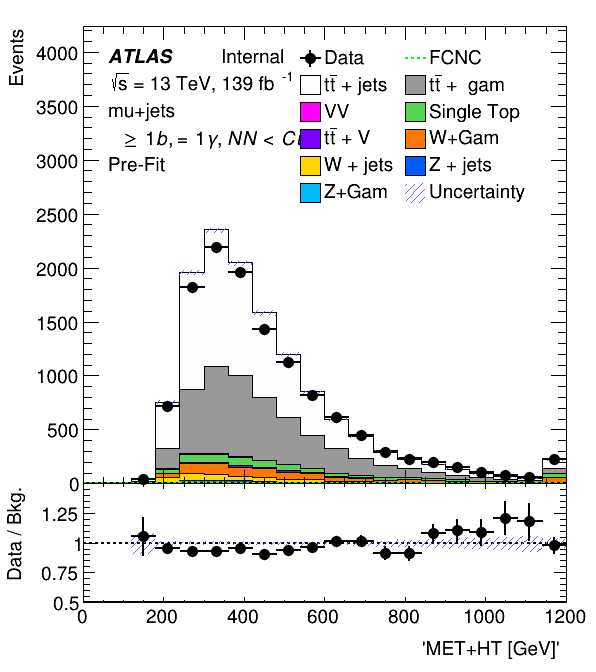 4000
3500
3000
2500
2000
1500
1000
500
0
Events
ATLAS Internal
√s = 13 TeV, 139 fb⁻¹
mu+jets
≥ 1b, = 1γ, NN < C
Pre-Fit
Data
FCNC
tt̄ + jets
tt̄ + gam
VV
Single Top
tt̄ + V
W+Gam
W + jets
Z + jets
Z+Gam
Uncertainty
1.25
1
0.75
0.5
Data / Bkg.
0 200 400 600 800 1000 1200
'MET+HT [GeV]'